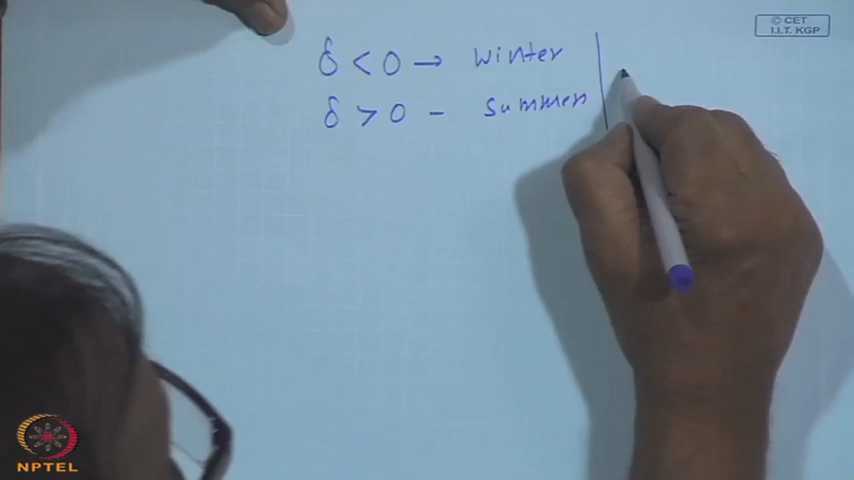 © CET
I.I.T. KGP
δ < 0 → Winter
δ > 0 - Summer
NPTEL